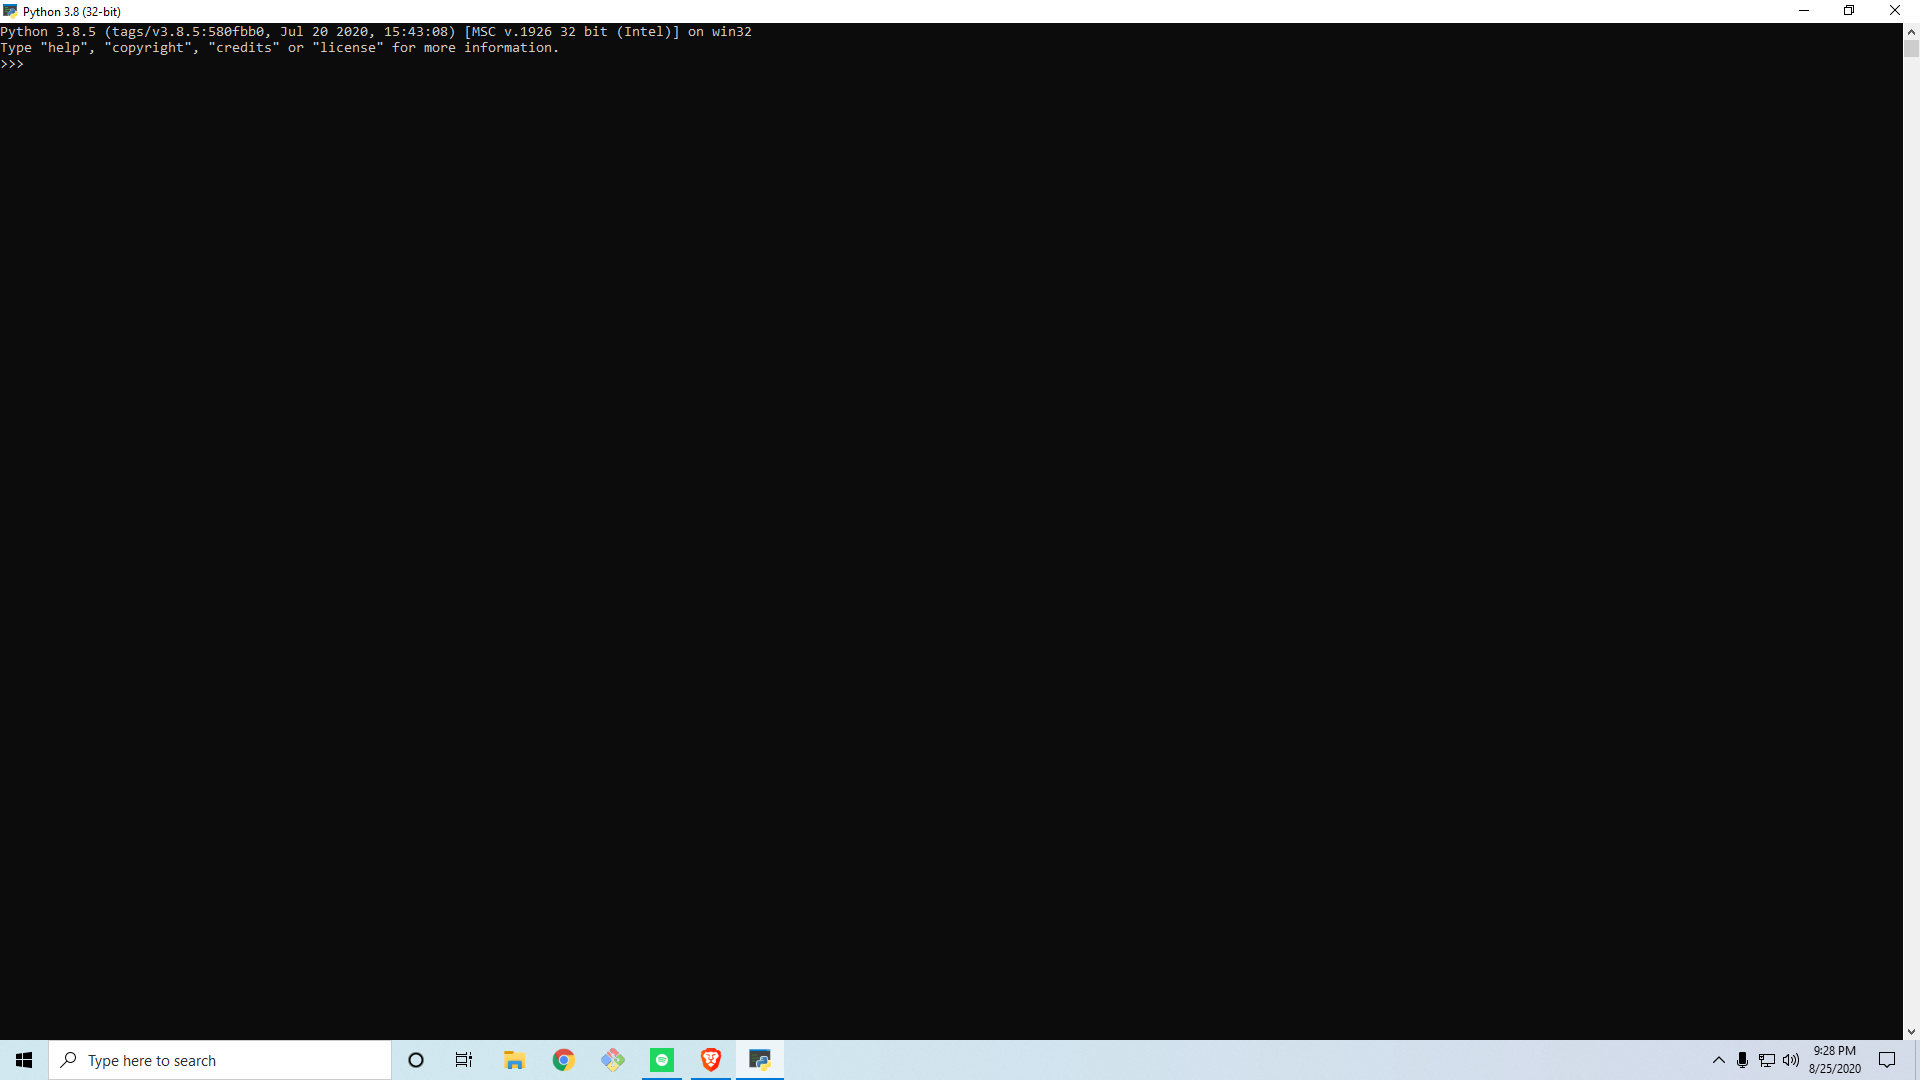 Python 3.8 (32-bit)
Python 3.8.5 (tags/v3.8.5:580fbb0, Jul 20 2020, 15:43:08) [MSC v.1926 32 bit (Intel)] on win32
Type "help", "copyright", "credits" or "license" for more information.
>>>
Type here to search
9:28 PM
8/25/2020